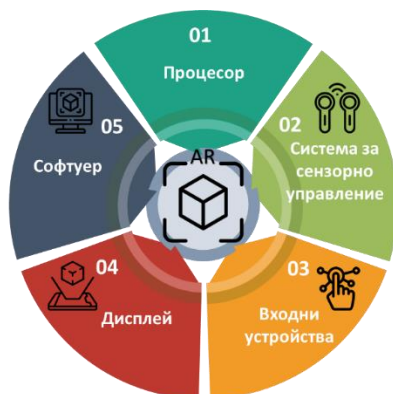 01
Процесор
02
Система за
сензорно
управление
03
Входни
устройства
04
Дисплей
05
Софтуер
AR